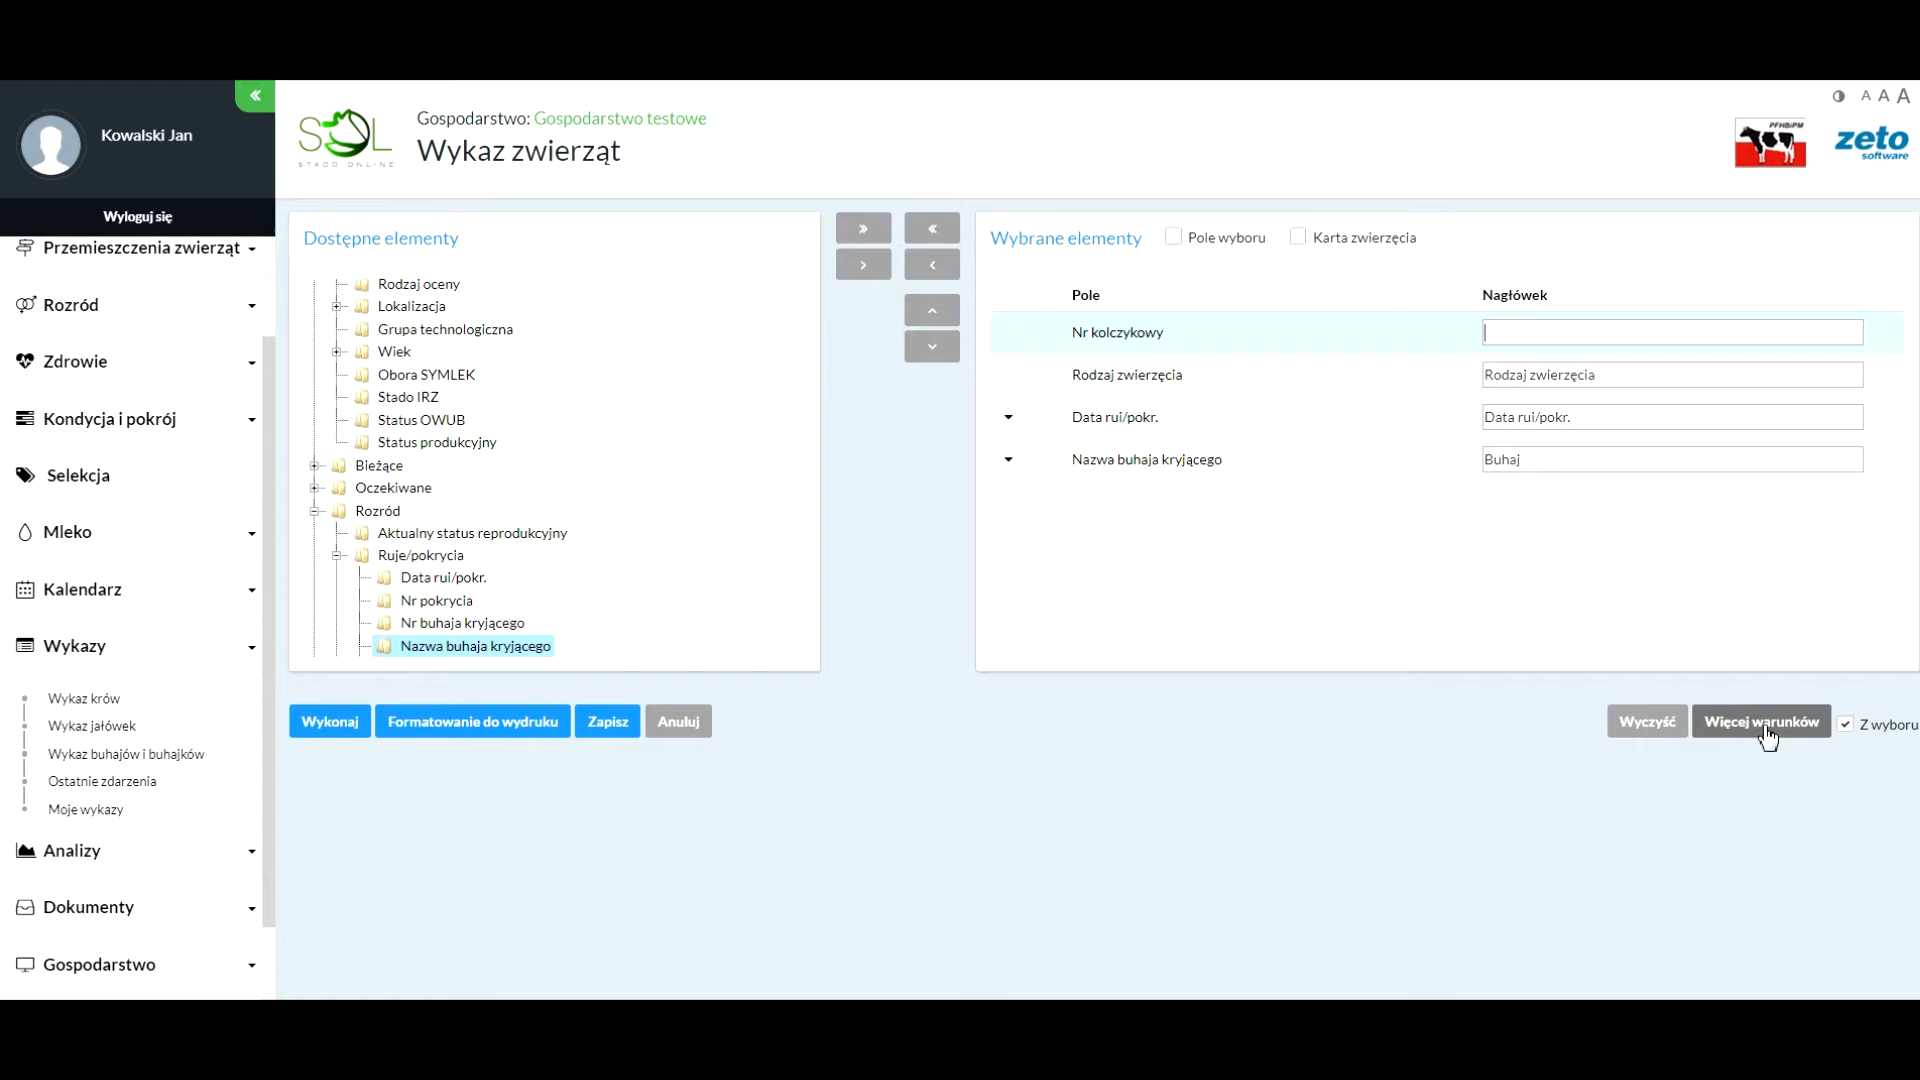 Kowalski Jan
Wyloguj się
Przemieszczenia zwierząt
Rozród
Zdrowie
Kondycja i pokrój
Selekcja
Mleko
Kalendarz
Wykazy
Wykaz krów
Wykaz jałówek
Wykaz buhajów i buhajków
Ostatnie zdarzenia
Moje wykazy
Analizy
Dokumenty
Gospodarstwo
SOL
STADO ONLINE
Gospodarstwo: Gospodarstwo testowe
Wykaz zwierząt
A A A
PFHBiPM
zeto
software
Dostępne elementy
Rodzaj oceny
Lokalizacja
Grupa technologiczna
Wiek
Obora SYMLEK
Stado IRZ
Status OWUB
Status produkcyjny
Bieżące
Oczekiwane
Rozród
Aktualny status reprodukcyjny
Ruje/pokrycia
Data rui/pokr.
Nr pokrycia
Nr buhaja kryjącego
Nazwa buhaja kryjącego
Wybrane elementy Pole wyboru Karta zwierzęcia
Pole Nagłówek
Nr kolczykowy
Rodzaj zwierzęcia Rodzaj zwierzęcia
Data rui/pokr. Data rui/pokr.
Nazwa buhaja kryjącego Buhaj
Wykonaj Formatowanie do wydruku Zapisz Anuluj
Wyczyść Więcej warunków Z wyboru